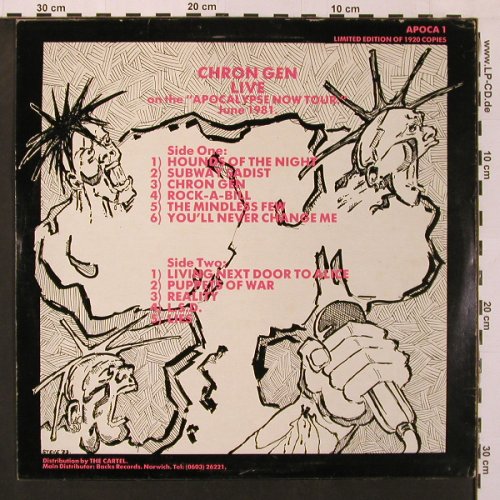 30 cm
20 cm
10 cm
APOCA 1
LIMITED EDITION OF 1920 COPIES
CHRON GEN
LIVE
on the "APOCALYPSE NOW TOUR."
June 1981.
Side One:
1) HOUNDS OF THE NIGHT
2) SUBWAY SADIST
3) CHRON GEN
4) ROCK-A-BILL
5) THE MINDLESS FEW
6) YOU'LL NEVER CHANGE ME
Side Two:
1) LIVING NEXT DOOR TO ALICE
2) PUPPETS OF WAR
3) REALITY
4) L.S.D.
5) LIES
Distribution by THE CARTEL.
Main Distributor: Backs Records. Norwich. Tel: (0603) 26221.
www.LP-CD.de
10 cm
20 cm
30 cm